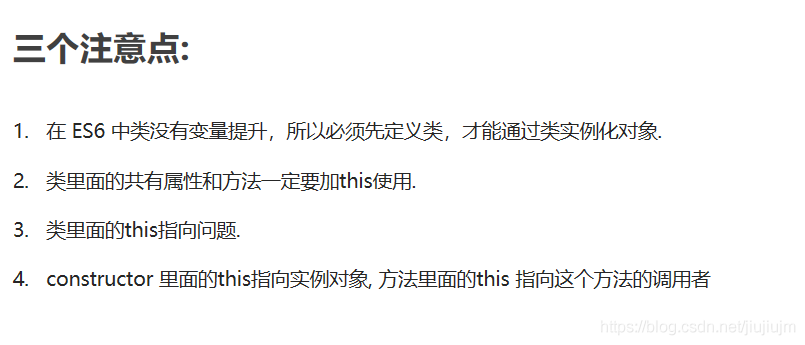 三个注意点:
1. 在 ES6 中类没有变量提升，所以必须先定义类，才能通过类实例化对象.
2. 类里面的共有属性和方法一定要加this使用.
3. 类里面的this指向问题.
4. constructor 里面的this指向实例对象, 方法里面的this 指向这个方法的调用者
https://blog.csdn.net/jiujiujm